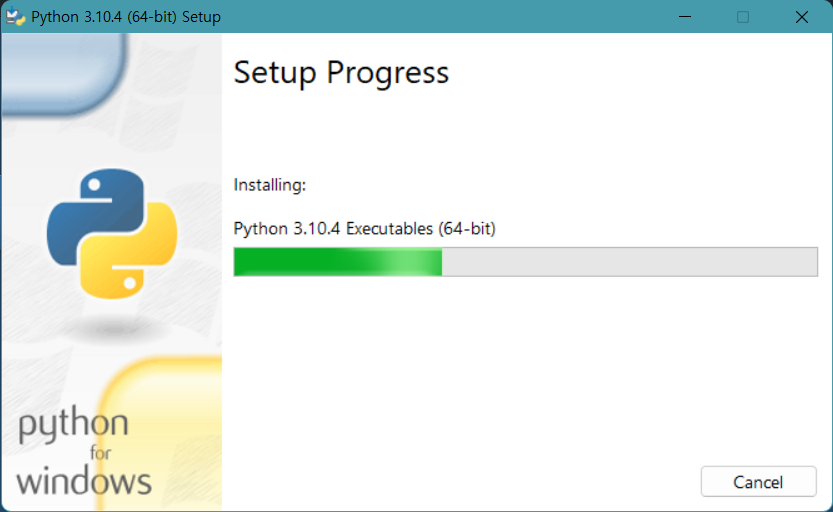 Python 3.10.4 (64-bit) Setup
Setup Progress
Installing:
Python 3.10.4 Executables (64-bit)
python
for
windows
Cancel